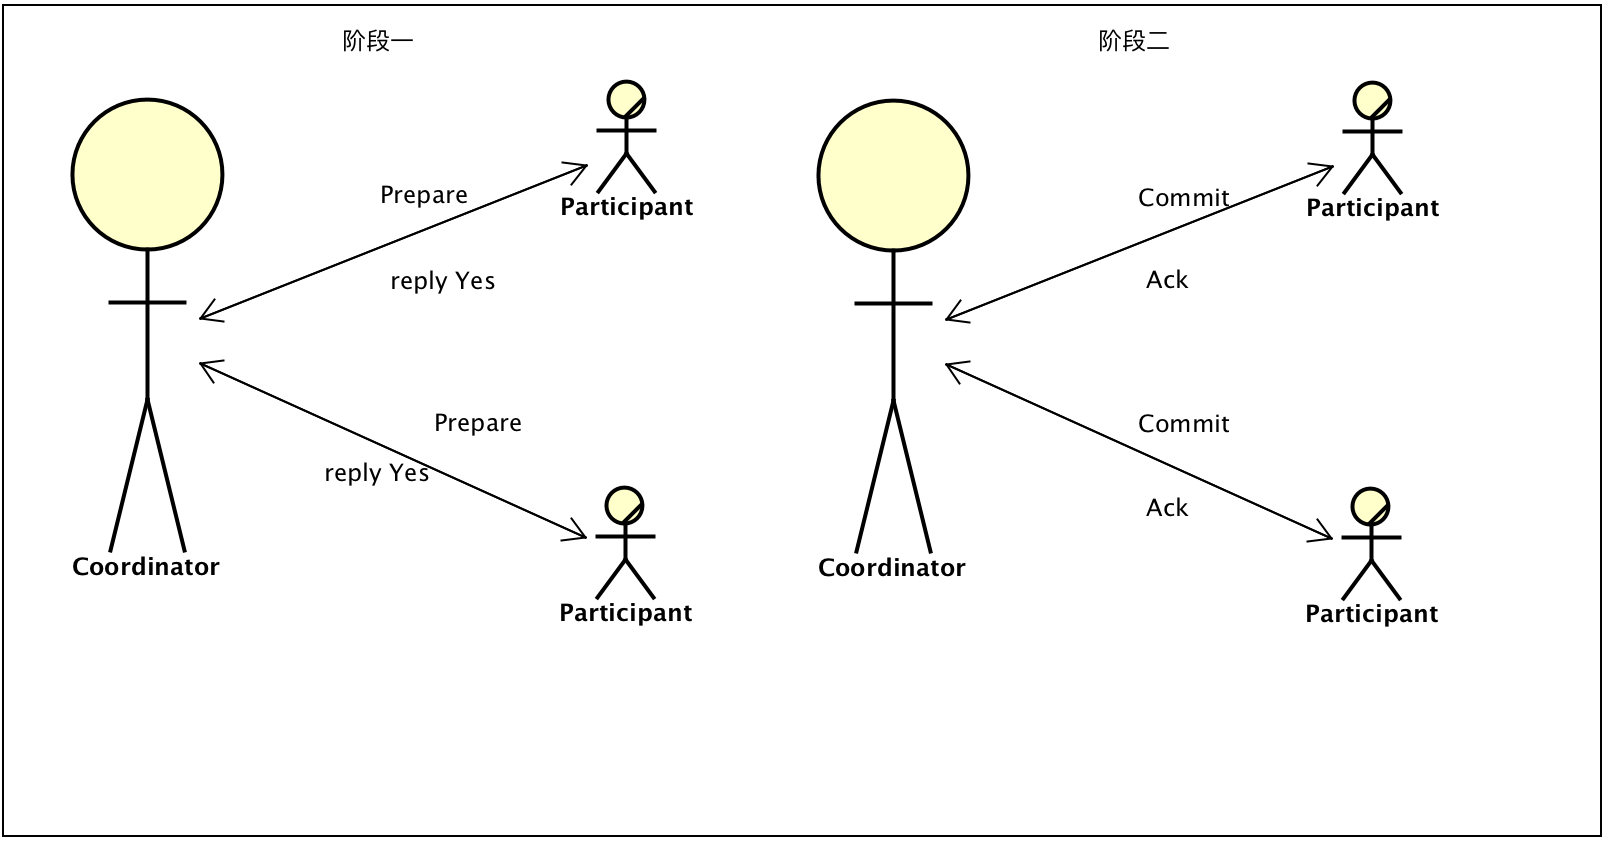 阶段一
Prepare
Participant
reply Yes
Prepare
reply Yes
Coordinator
Participant
阶段二
Commit
Participant
Ack
Commit
Ack
Coordinator
Participant